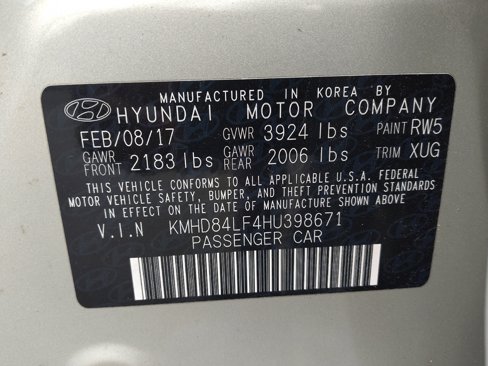 MANUFACTURED IN KOREA BY
HYUNDAI MOTOR COMPANY
FEB/08/17 GVWR 3924 lbs PAINT RW5
GAWR FRONT 2183 lbs GAWR REAR 2006 lbs TRIM XUG
THIS VEHICLE CONFORMS TO ALL APPLICABLE U.S.A. FEDERAL
MOTOR VEHICLE SAFETY, BUMPER, AND THEFT PREVENTION STANDARDS
IN EFFECT ON THE DATE OF MANUFACTURE SHOWN ABOVE
V.I.N KMHD84LF4HU398671
PASSENGER CAR